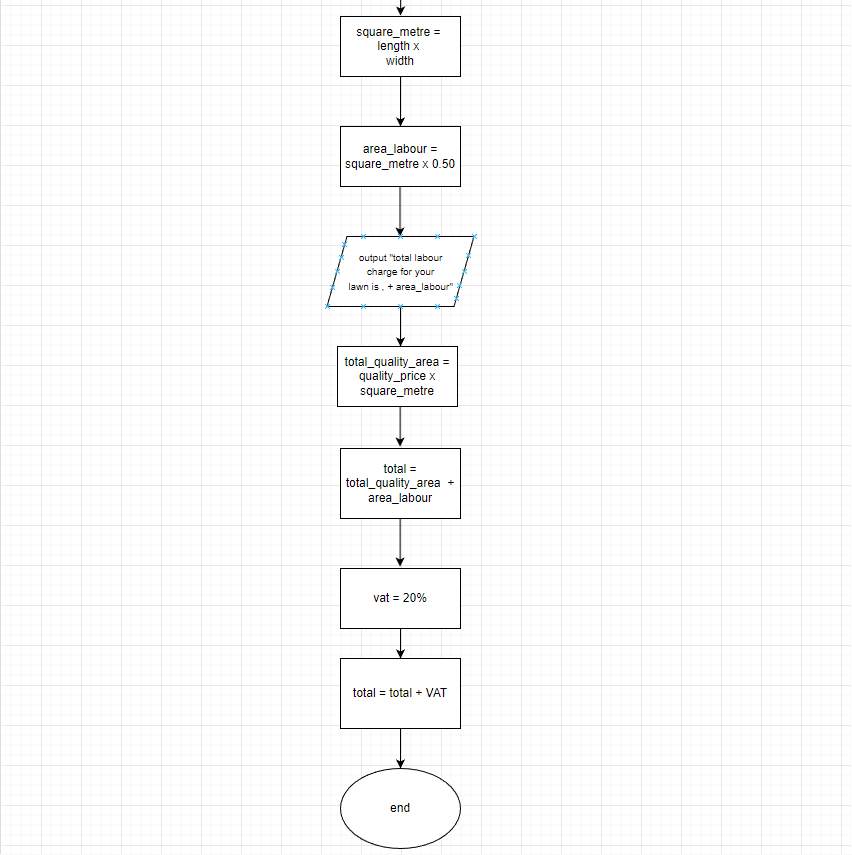 square_metre =
length x
width
area_labour =
square_metre x 0.50
output "total labour
charge for your
lawn is , + area_labour"
total_quality_area =
quality_price x
square_metre
total =
total_quality_area  +
area_labour
vat = 20%
total = total + VAT
end